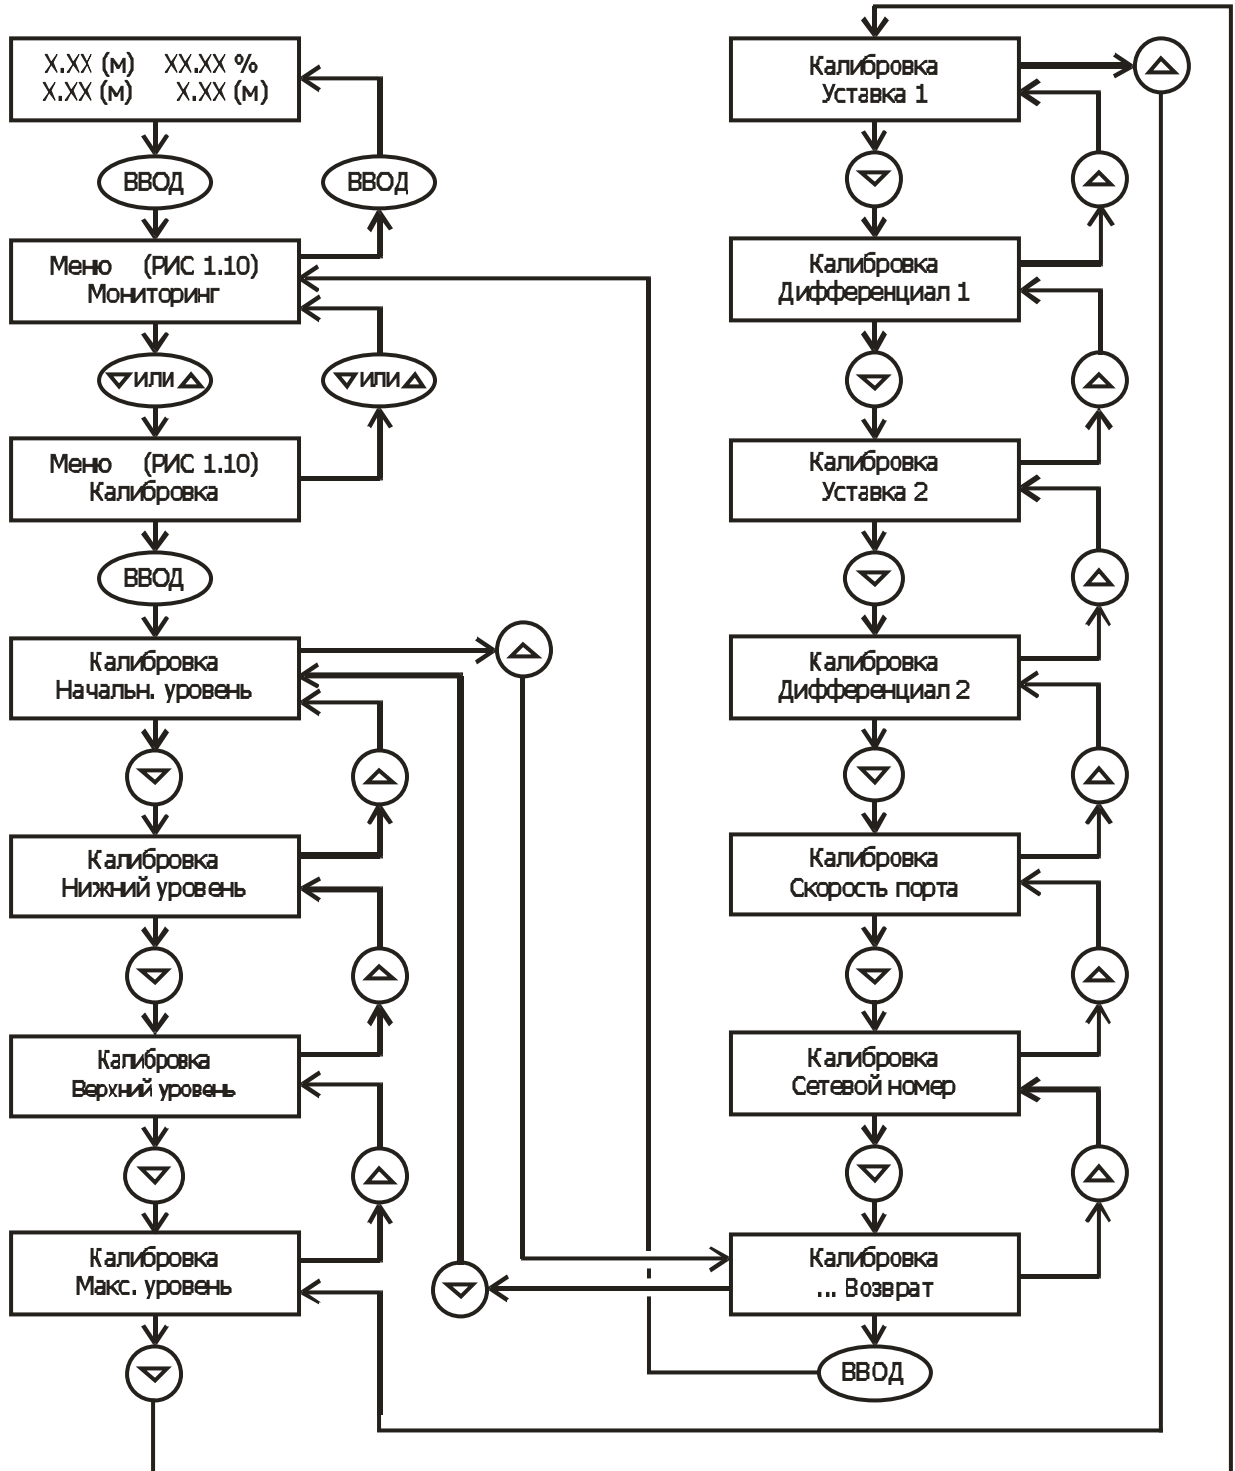 X.XX (м) XX.XX %
X.XX (м) X.XX (м)
ВВОД
ВВОД
Меню (РИС 1.10)
Мониторинг
ИЛИ
ИЛИ
Меню (РИС 1.10)
Калибровка
ВВОД
Калибровка
Начальн. уровень
Калибровка
Нижний уровень
Калибровка
Верхний уровень
Калибровка
Макс. уровень
Калибровка
Уставка 1
Калибровка
Дифференциал 1
Калибровка
Уставка 2
Калибровка
Дифференциал 2
Калибровка
Скорость порта
Калибровка
Сетевой номер
Калибровка
... Возврат
ВВОД